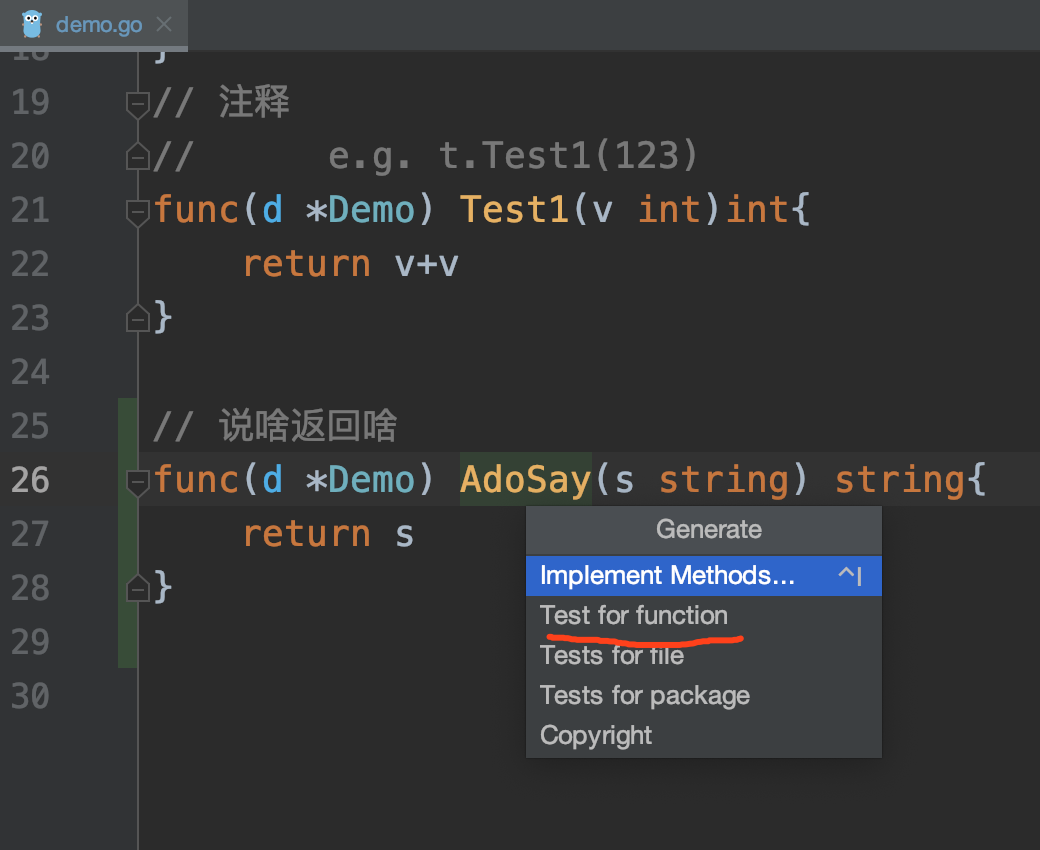 demo.go
18 }
19 // 注释
20 //      e.g. t.Test1(123)
21 func(d *Demo) Test1(v int)int{
22     return v+v
23 }
24
25 // 说啥返回啥
26 func(d *Demo) AdoSay(s string) string{
27     return s
28 }
29
30
Generate
Implement Methods... ^I
Test for function
Tests for file
Tests for package
Copyright